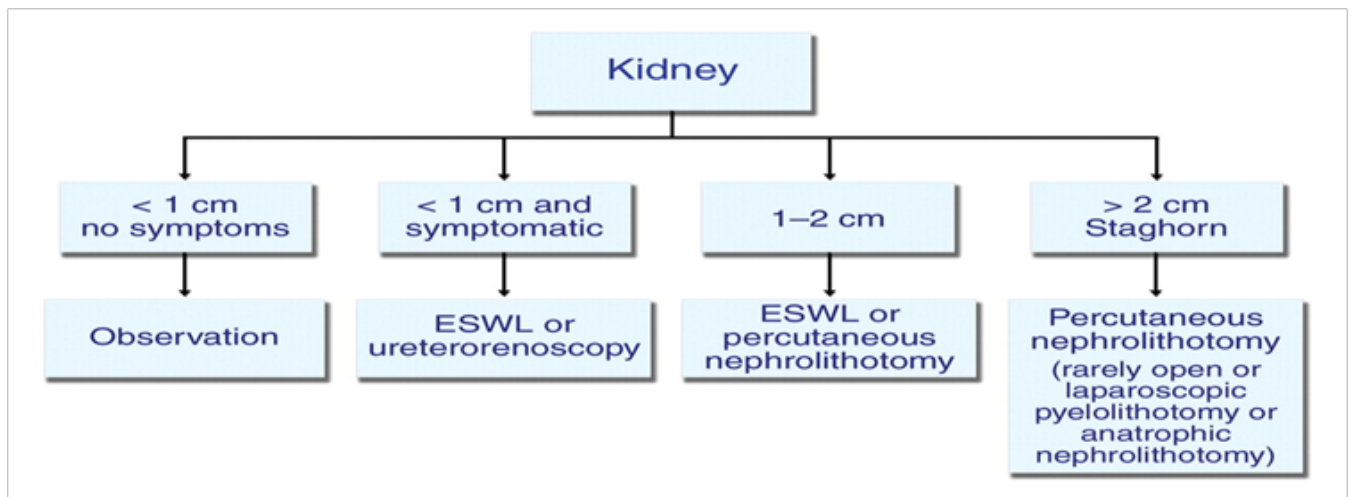 Kidney
< 1 cm
no symptoms
< 1 cm and
symptomatic
1–2 cm
> 2 cm
Staghorn
Observation
ESWL or
ureterorenoscopy
ESWL or
percutaneous
nephrolithotomy
Percutaneous
nephrolithotomy
(rarely open or
laparoscopic
pyelolithotomy or
anatrophic
nephrolithotomy)